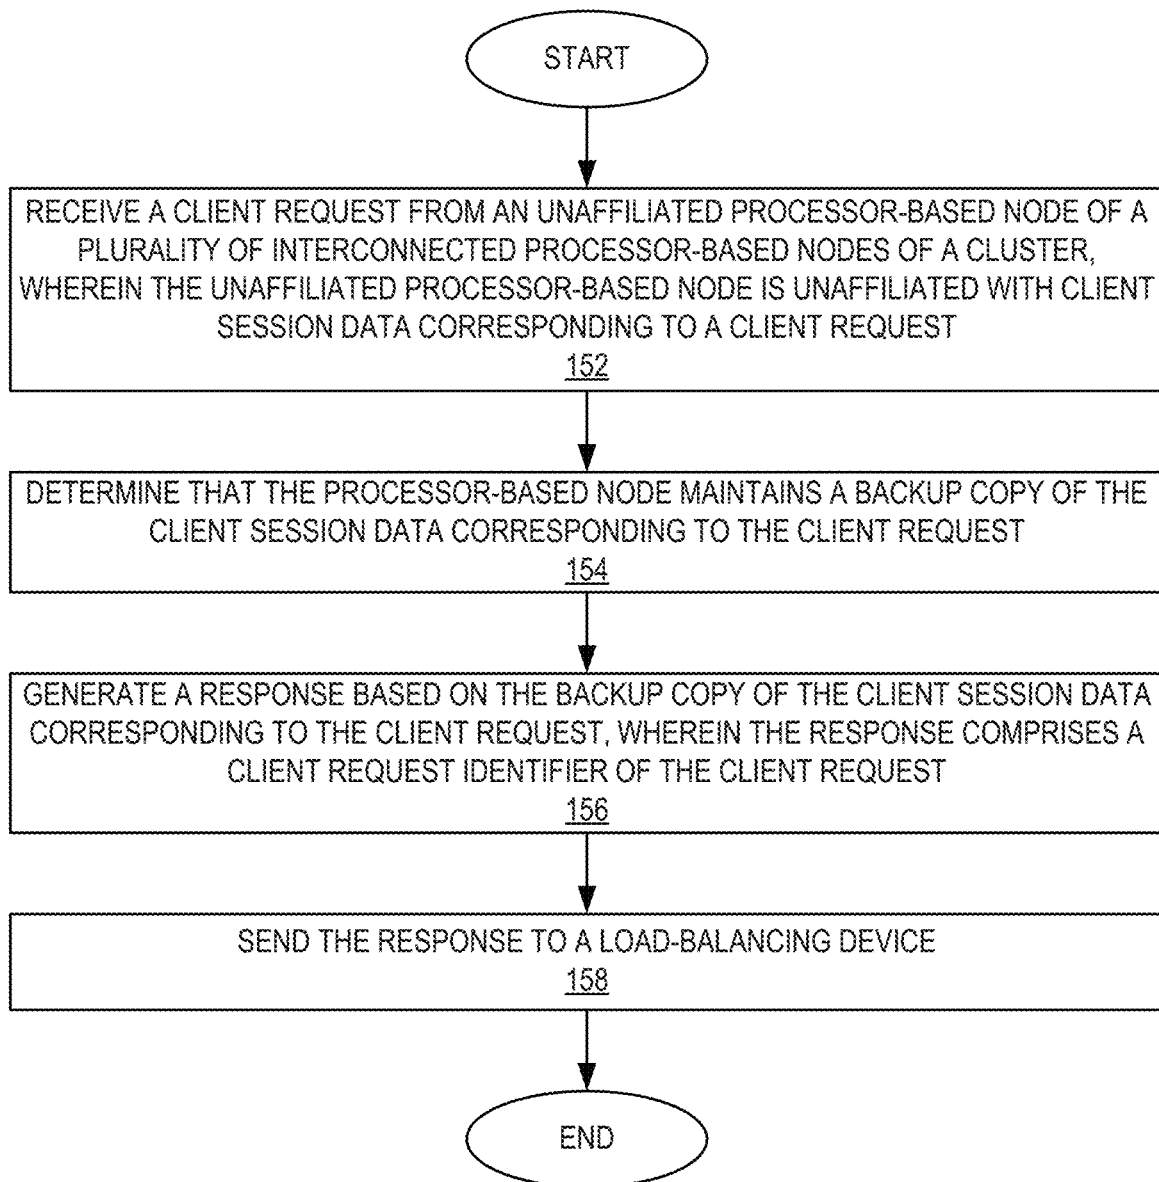 START
RECEIVE A CLIENT REQUEST FROM AN UNAFFILIATED PROCESSOR-BASED NODE OF A
PLURALITY OF INTERCONNECTED PROCESSOR-BASED NODES OF A CLUSTER,
WHEREIN THE UNAFFILIATED PROCESSOR-BASED NODE IS UNAFFILIATED WITH CLIENT
SESSION DATA CORRESPONDING TO A CLIENT REQUEST
152
DETERMINE THAT THE PROCESSOR-BASED NODE MAINTAINS A BACKUP COPY OF THE
CLIENT SESSION DATA CORRESPONDING TO THE CLIENT REQUEST
154
GENERATE A RESPONSE BASED ON THE BACKUP COPY OF THE CLIENT SESSION DATA
CORRESPONDING TO THE CLIENT REQUEST, WHEREIN THE RESPONSE COMPRISES A
CLIENT REQUEST IDENTIFIER OF THE CLIENT REQUEST
156
SEND THE RESPONSE TO A LOAD-BALANCING DEVICE
158
END